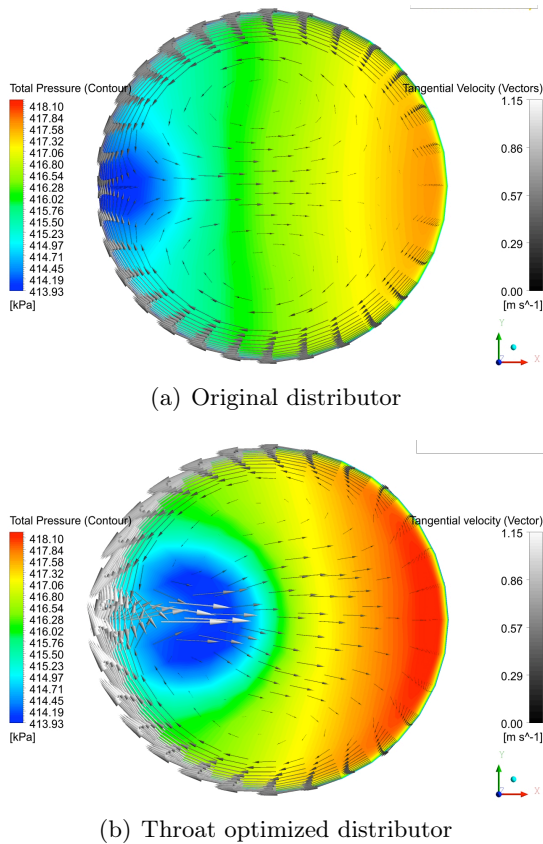 Total Pressure (Contour)
418.10
417.84
417.58
417.32
417.06
416.80
416.54
416.28
416.02
415.76
415.50
415.23
414.97
414.71
414.45
414.19
413.93
[kPa]
Tangential Velocity (Vectors)
1.15
0.86
0.57
0.29
0.00
[m s^-1]
Y
X
Z
(a) Original distributor
Total Pressure (Contour)
418.10
417.84
417.58
417.32
417.06
416.80
416.54
416.28
416.02
415.76
415.50
415.23
414.97
414.71
414.45
414.19
413.93
[kPa]
Tangential velocity (Vector)
1.15
0.86
0.57
0.29
0.00
[m s^-1]
Y
X
Z
(b) Throat optimized distributor